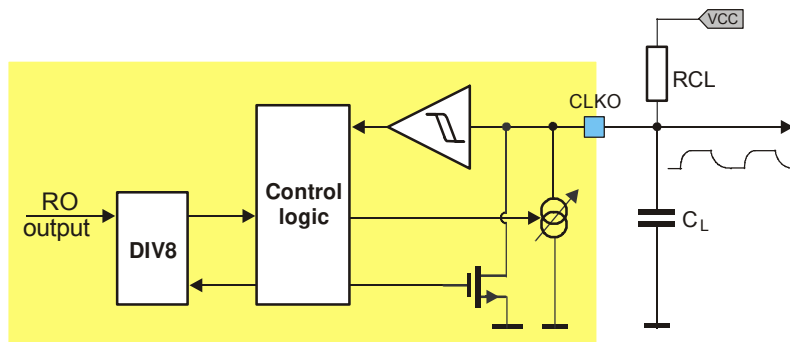 VCC
RCL
CLKO
Control
logic
RO
output
DIV8
CL